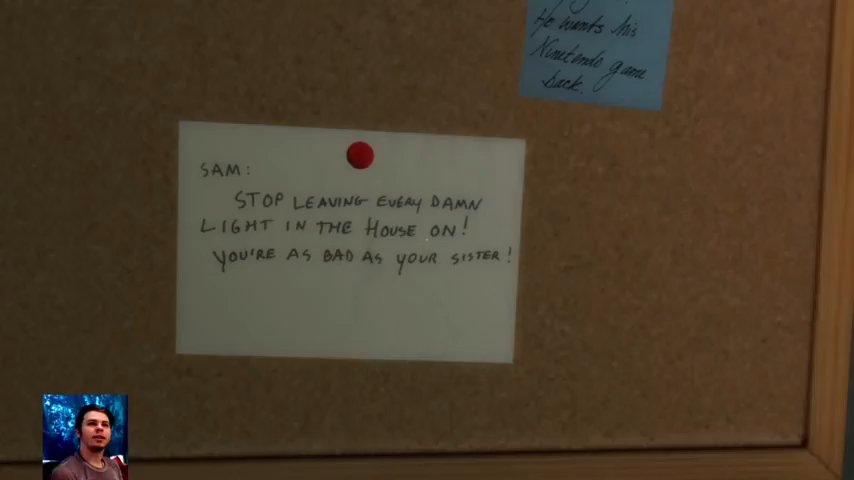 He wants his
Nintendo game
back.
SAM:
STOP LEAVING EVERY DAMN
LIGHT IN THE HOUSE ON!
YOU'RE AS BAD AS YOUR SISTER!